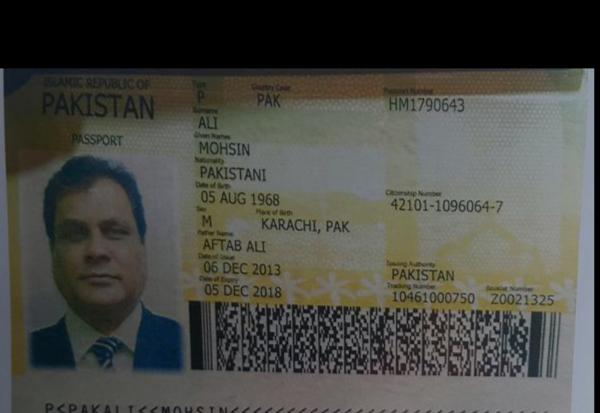 ISLAMIC REPUBLIC OF
PAKISTAN
PASSPORT
Type Country Code Passport Number
P PAK HM1790643
Surname
ALI
Given Names
MOHSIN
Nationality
PAKISTANI
Date of Birth Citizenship Number
05 AUG 1968 42101-1096064-7
Sex Place of Birth
M KARACHI, PAK
Father Name
AFTAB ALI
Date of Issue Issuing Authority
06 DEC 2013 PAKISTAN
Date of Expiry Tracking Number Booklet Number
05 DEC 2018 10461000750 Z0021325
P<PAKALI<<MOHSIN<<<<<<<<<<<<<<<<<<<<<<<<<<<<